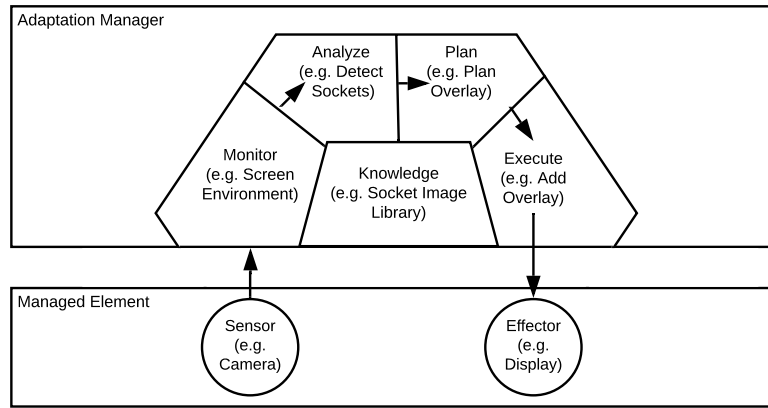 Adaptation Manager
Analyze
(e.g. Detect
Sockets)
Plan
(e.g. Plan
Overlay)
Monitor
(e.g. Screen
Environment)
Knowledge
(e.g. Socket Image
Library)
Execute
(e.g. Add
Overlay)
Managed Element
Sensor
(e.g.
Camera)
Effector
(e.g.
Display)